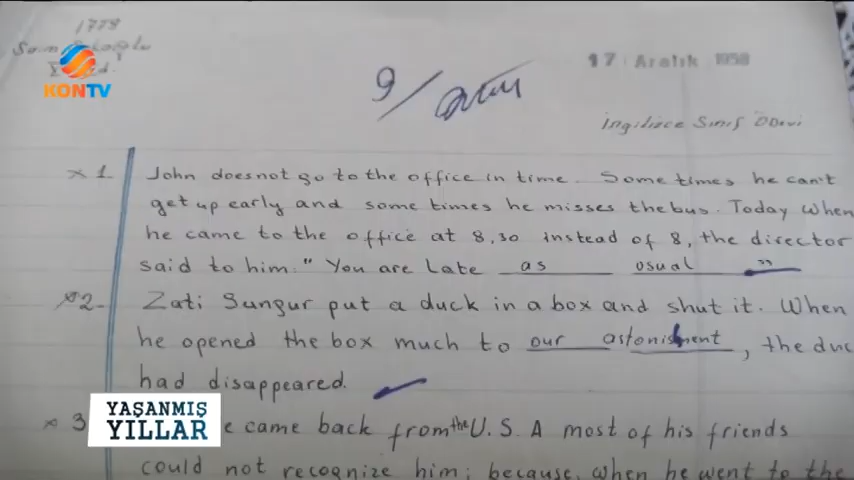 1778
17 Aralık 1958
KONTV
9/
İngilizce Sınıf Ödevi
x 1. John does not go to the office in time. Some times he can't
get up early and some times he misses the bus. Today when
he came to the office at 8,30 instead of 8, the director
said to him." You are late as usual "
x 2- Zati Sungur put a duck in a box and shut it. When
he opened the box much to our astonishment, the duc
had disappeared.
YAŞANMIŞ
YILLAR
x 3 e came back from the U.S.A most of his friends
could not recognize him; because, when he went to the